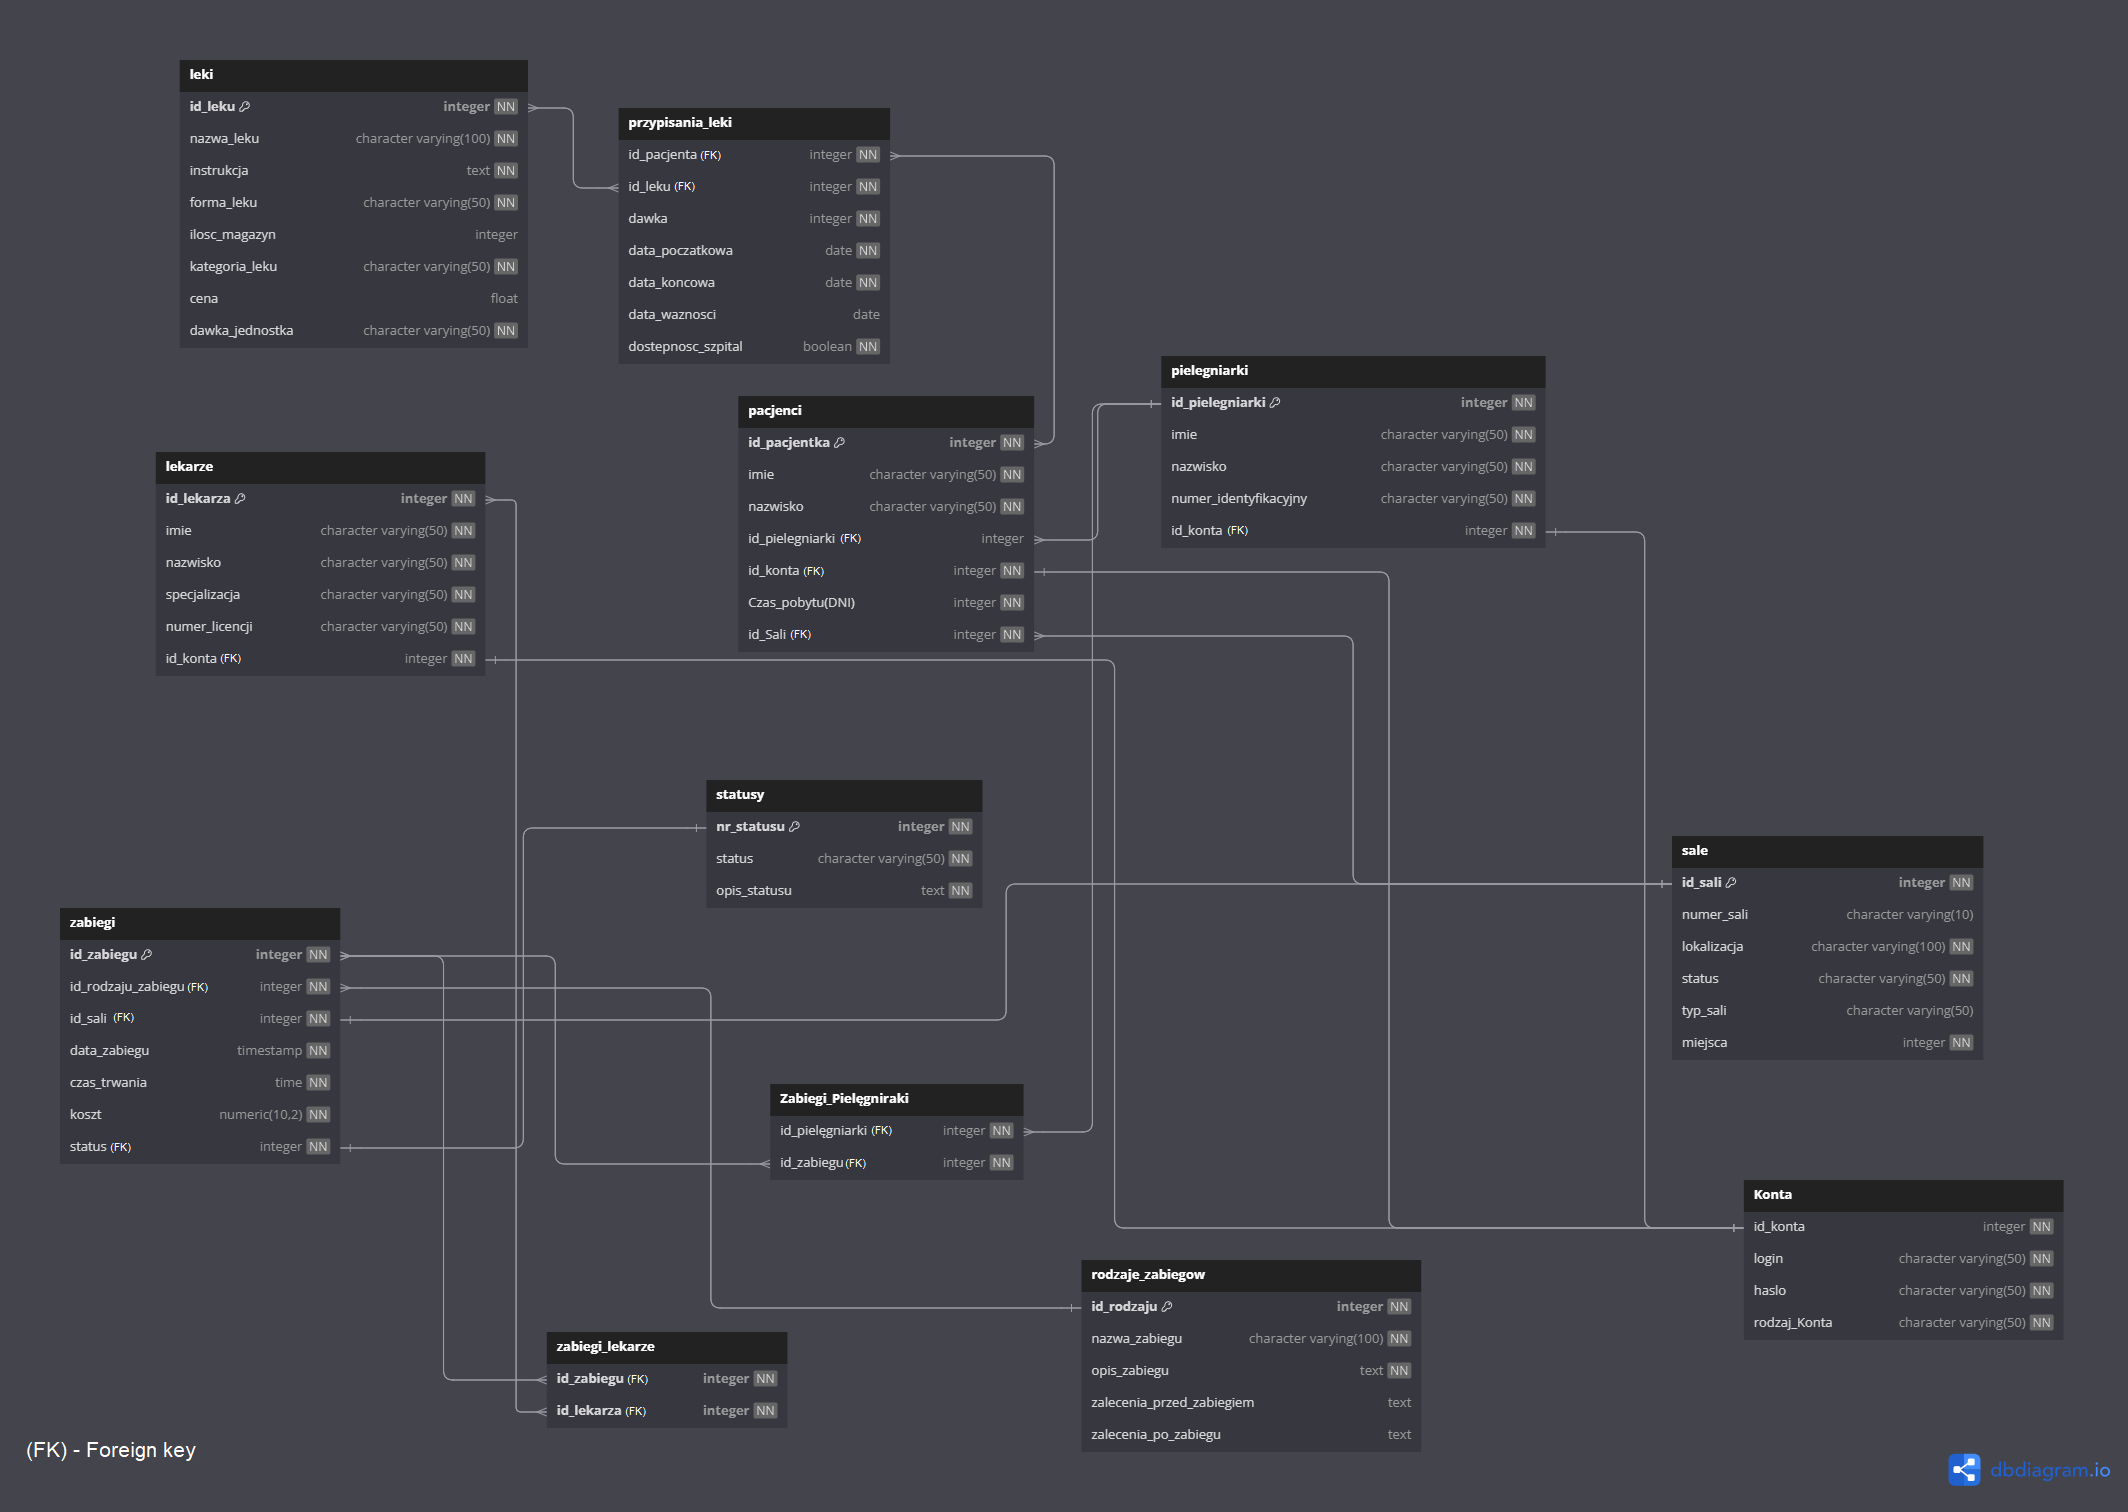 leki
id_leku integer NN
nazwa_leku character varying(100) NN
instrukcja text NN
forma_leku character varying(50) NN
ilosc_magazyn integer
kategoria_leku character varying(50) NN
cena float
dawka_jednostka character varying(50) NN
przypisania_leki
id_pacjenta (FK) integer NN
id_leku (FK) integer NN
dawka integer NN
data_poczatkowa date NN
data_koncowa date NN
data_waznosci date
dostepnosc_szpital boolean NN
pielegniarki
id_pielegniarki integer NN
imie character varying(50) NN
nazwisko character varying(50) NN
numer_identyfikacyjny character varying(50) NN
id_konta (FK) integer NN
pacjenci
id_pacjentka integer NN
imie character varying(50) NN
nazwisko character varying(50) NN
id_pielegniarki (FK) integer
id_konta (FK) integer NN
Czas_pobytu(DNI) integer NN
id_Sali (FK) integer NN
lekarze
id_lekarza integer NN
imie character varying(50) NN
nazwisko character varying(50) NN
specjalizacja character varying(50) NN
numer_licencji character varying(50) NN
id_konta (FK) integer NN
statusy
nr_statusu integer NN
status character varying(50) NN
opis_statusu text NN
sale
id_sali integer NN
numer_sali character varying(10)
lokalizacja character varying(100) NN
status character varying(50) NN
typ_sali character varying(50)
miejsca integer NN
zabiegi
id_zabiegu integer NN
id_rodzaju_zabiegu (FK) integer NN
id_sali (FK) integer NN
data_zabiegu timestamp NN
czas_trwania time NN
koszt numeric(10,2) NN
status (FK) integer NN
Zabiegi_Pielęgniraki
id_pielęgniarki (FK) integer NN
id_zabiegu(FK) integer NN
Konta
id_konta integer NN
login character varying(50) NN
haslo character varying(50) NN
rodzaj_Konta character varying(50) NN
rodzaje_zabiegow
id_rodzaju integer NN
nazwa_zabiegu character varying(100) NN
opis_zabiegu text NN
zalecenia_przed_zabiegiem text
zalecenia_po_zabiegu text
zabiegi_lekarze
id_zabiegu (FK) integer NN
id_lekarza (FK) integer NN
(FK) - Foreign key
dbdiagram.io